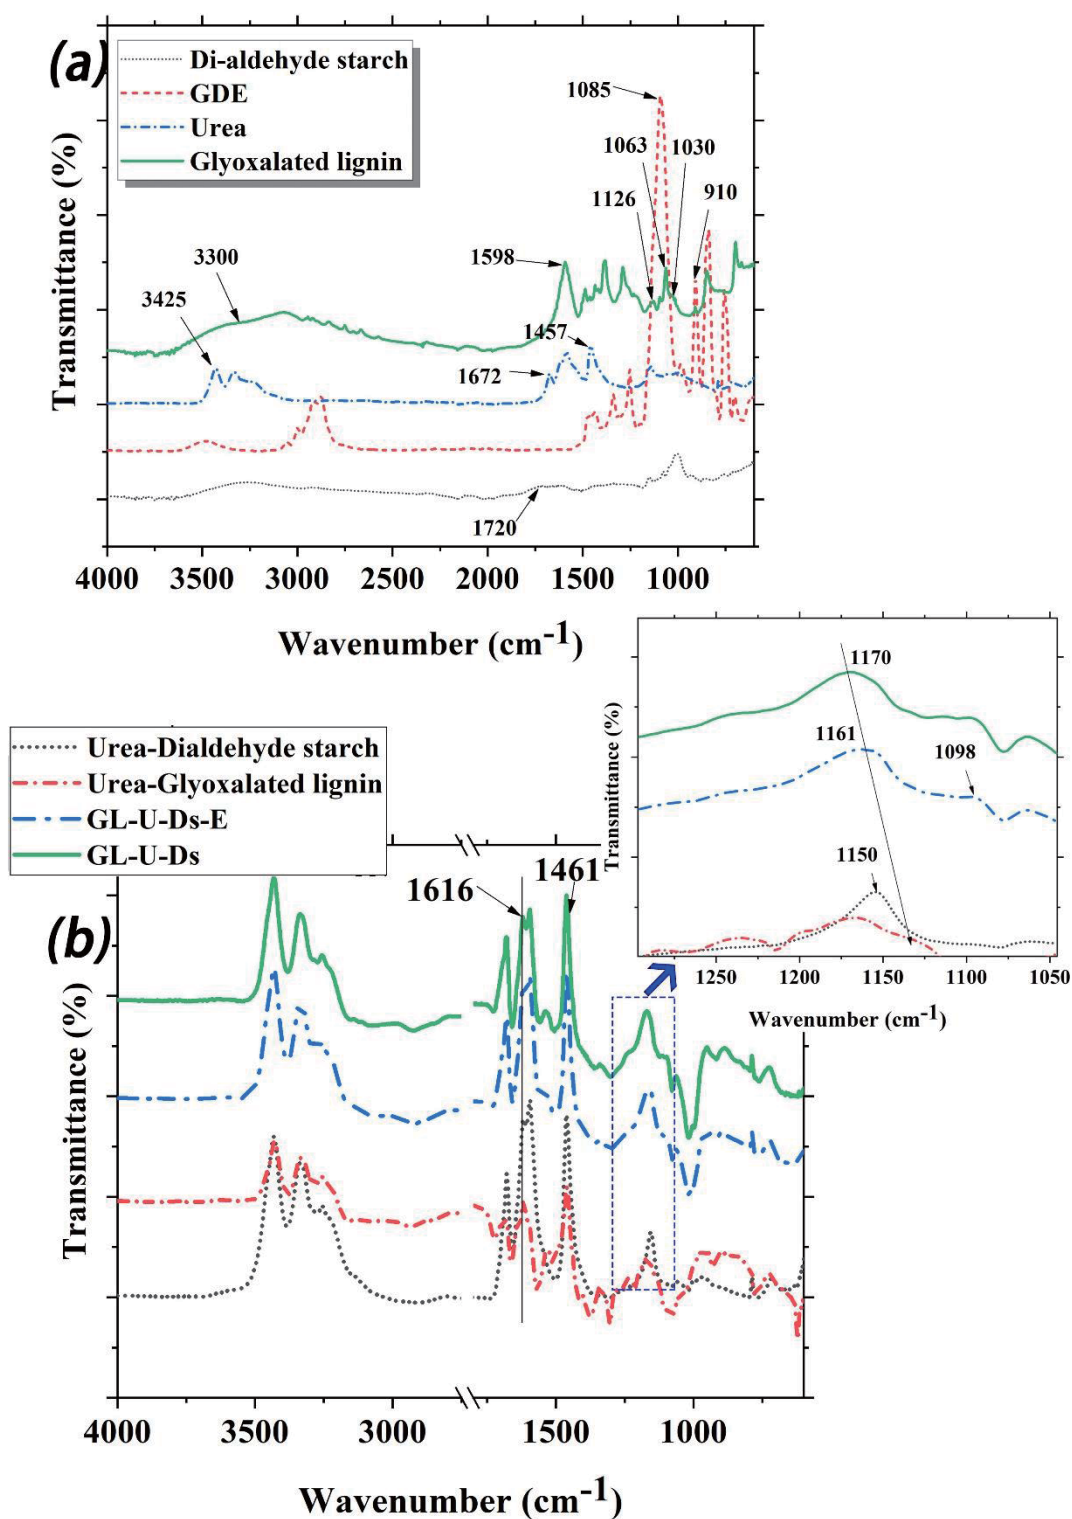 (a)
Di-aldehyde starch
GDE
Urea
Glyoxalated lignin
Transmittance (%)
1085
1063
1030
1126
910
1598
3300
3425
1457
1672
1720
4000 3500 3000 2500 2000 1500 1000
Wavenumber (cm-1)
1170
1161
1098
1150
Transmittance (%)
1250 1200 1150 1100 1050
Wavenumber (cm-1)
Urea-Dialdehyde starch
Urea-Glyoxalated lignin
GL-U-Ds-E
GL-U-Ds
(b)
1616
1461
Transmittance (%)
4000 3500 3000 1500 1000
Wavenumber (cm-1)